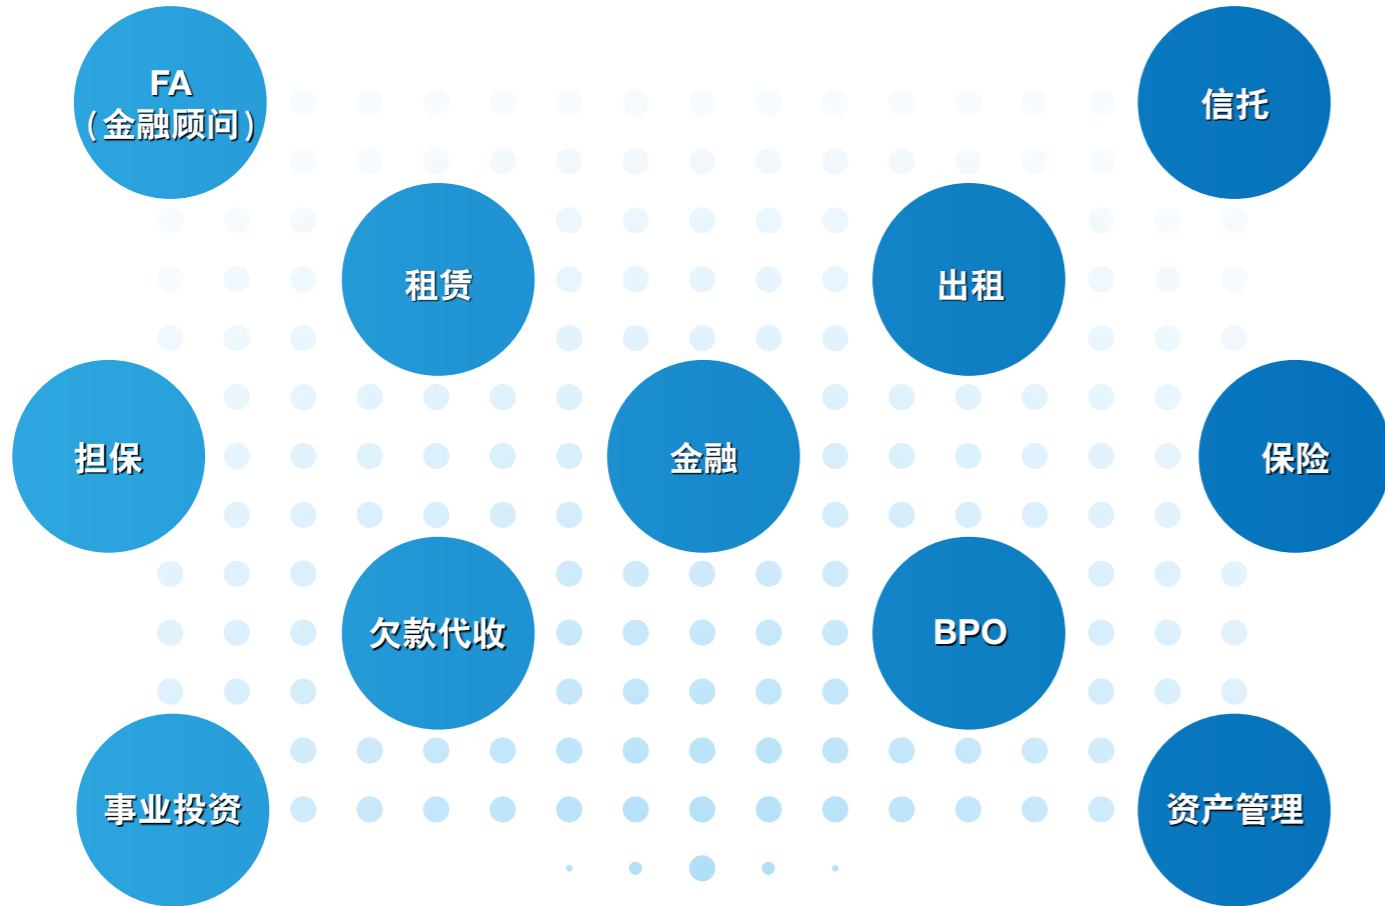 FA
（金融顾问）
信托
租赁
出租
担保
金融
保险
欠款代收
BPO
事业投资
资产管理